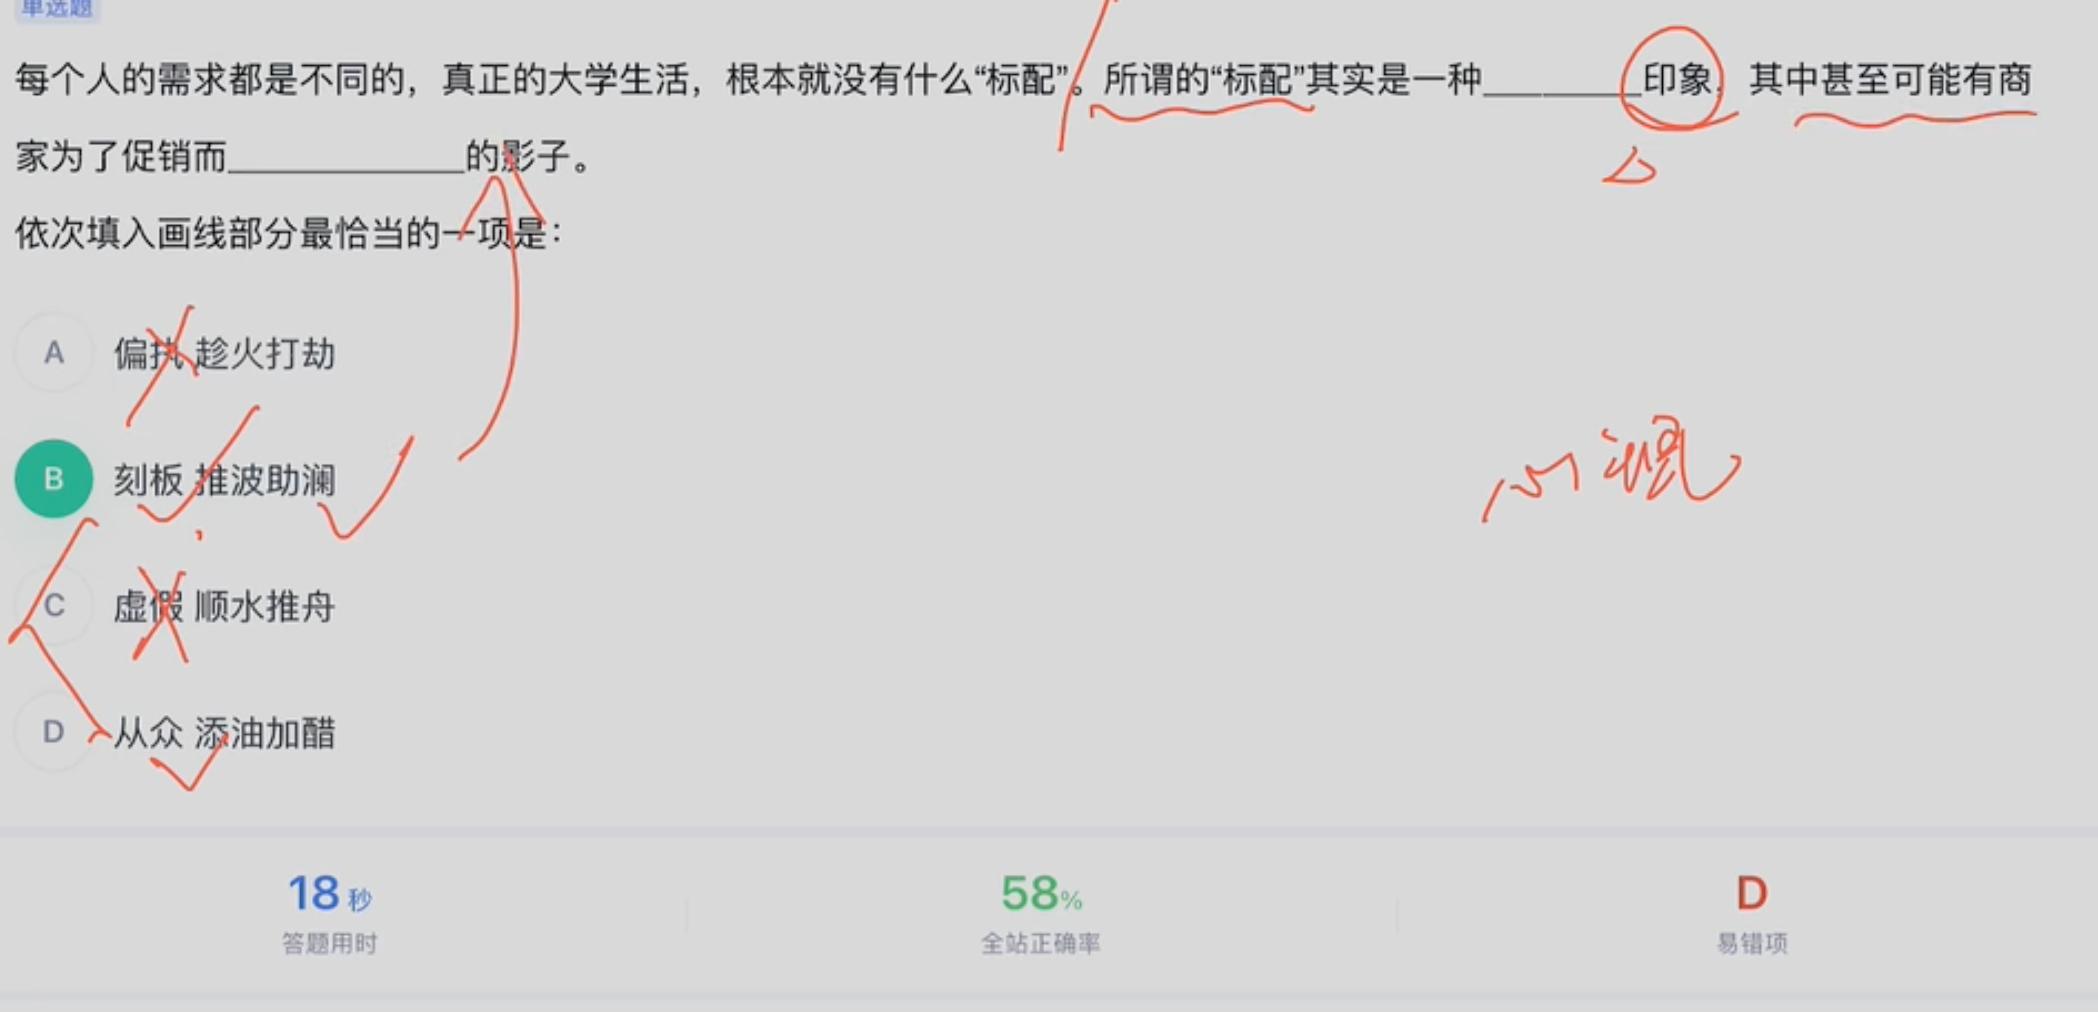 单选题
每个人的需求都是不同的，真正的大学生活，根本就没有什么“标配”。所谓的“标配”其实是一种________印象，其中甚至可能有商
家为了促销而____________的影子。
依次填入画线部分最恰当的一项是：
A 偏执 趁火打劫
B 刻板 推波助澜
C 虚假 顺水推舟
D 从众 添油加醋
18秒 58% D
答题用时 全站正确率 易错项